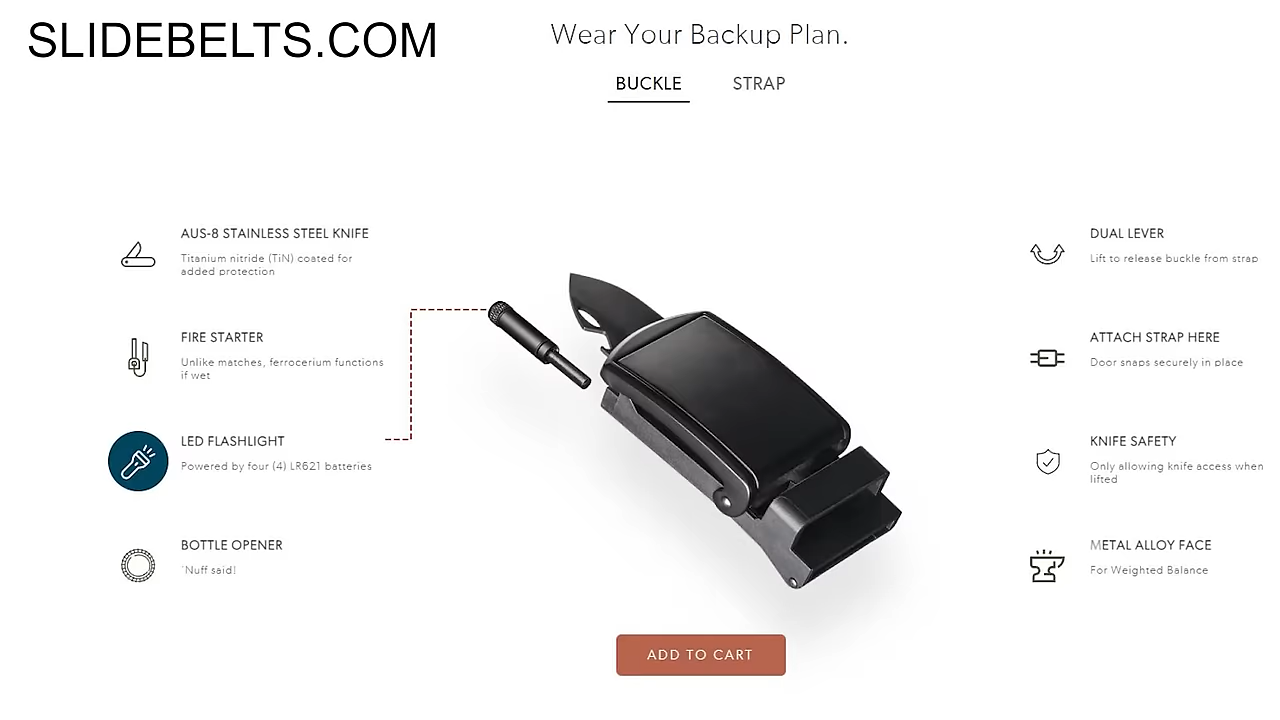 SLIDEBELTS.COM
Wear Your Backup Plan.
BUCKLE
STRAP
AUS-8 STAINLESS STEEL KNIFE
Titanium nitride (TiN) coated for
added protection
FIRE STARTER
Unlike matches, ferrocerium functions
if wet
LED FLASHLIGHT
Powered by four (4) LR621 batteries
BOTTLE OPENER
'Nuff said!
DUAL LEVER
Lift to release buckle from strap
ATTACH STRAP HERE
Door snaps securely in place
KNIFE SAFETY
Only allowing knife access when
lifted
METAL ALLOY FACE
For Weighted Balance
ADD TO CART